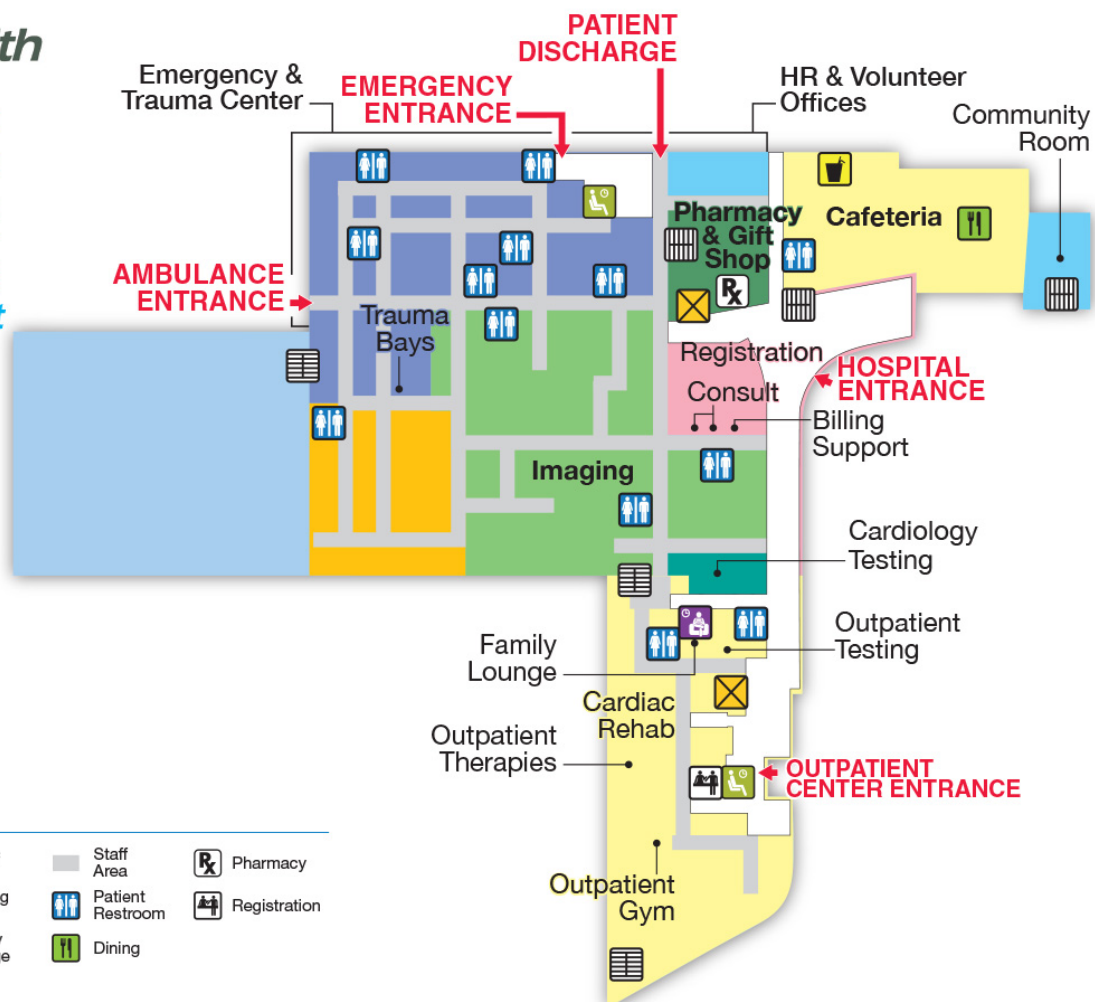 PATIENT
DISCHARGE
Emergency &
Trauma Center
EMERGENCY
ENTRANCE
HR & Volunteer
Offices
Community
Room
Pharmacy
& Gift
Shop
Cafeteria
Rx
AMBULANCE
ENTRANCE
Trauma
Bays
Registration
Consult
HOSPITAL
ENTRANCE
Billing
Support
Imaging
Cardiology
Testing
Outpatient
Testing
Family
Lounge
Cardiac
Rehab
Outpatient
Therapies
OUTPATIENT
CENTER ENTRANCE
Outpatient
Gym
Staff
Area
Rx Pharmacy
Patient
Restroom
Registration
Dining